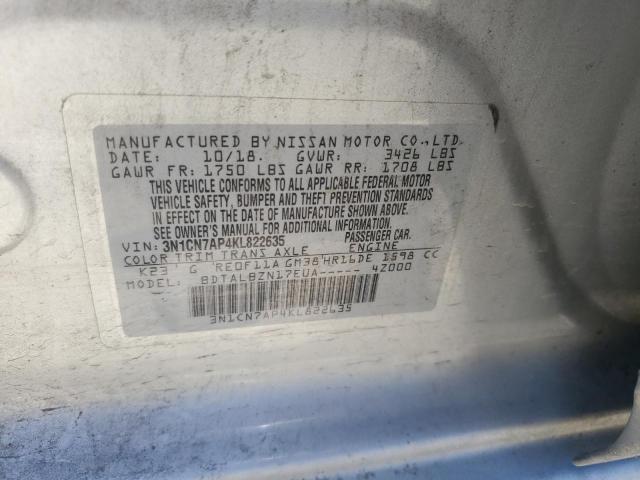 MANUFACTURED BY NISSAN MOTOR CO., LTD.
DATE: 10/18. GVWR: 3426 LBS
GAWR FR: 1750 LBS GAWR RR: 1708 LBS
THIS VEHICLE CONFORMS TO ALL APPLICABLE FEDERAL MOTOR
VEHICLE SAFETY, BUMPER AND THEFT PREVENTION STANDARDS
IN EFFECT ON THE DATE OF MANUFACTURE SHOWN ABOVE.
SEE OWNER'S MANUAL FOR ADDITIONAL INFORMATION.
VIN: 3N1CN7AP4KL822635 PASSENGER CAR.
COLOR TRIM TRANS AXLE ENGINE
K23 G RE0F11A GM38 HR16DE 1598 CC
MODEL: BDTALBZN17EUA----- 4Z000
3N1CN7AP4KL822635